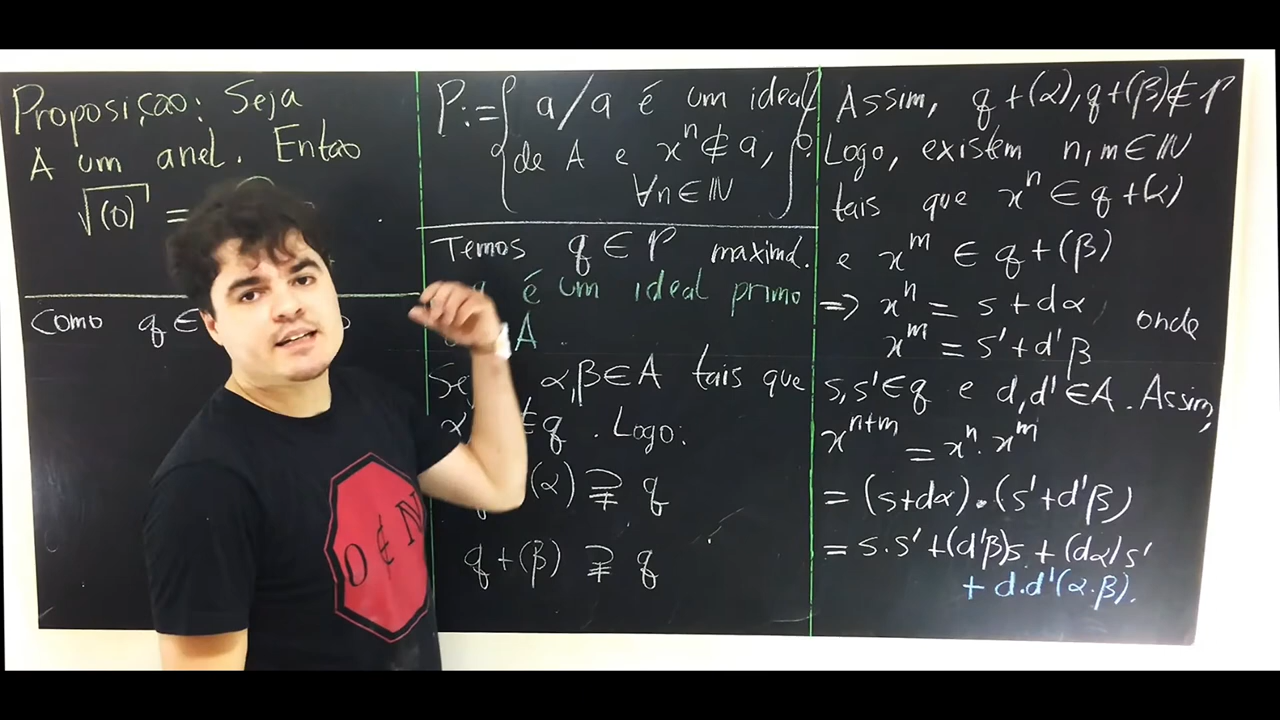 Proposição: Seja
A um anel. Então
√(0) =
Como q ∈
P:= { a / a é um ideal
de A e xⁿ ∉ a,
∀n∈ℕ }.
Temos q ∈ P maximal.
é um ideal primo
A.
α,β∈A tais que
α ∉ q. Logo:
(α) ⊋ q
q+(β) ⊋ q
Assim, q+(α), q+(β) ∉ P
Logo, existem n,m∈ℕ
tais que xⁿ ∈ q+(α)
e xᵐ ∈ q+(β)
⇒ xⁿ = s+dα, onde
xᵐ = s'+d'β
s,s'∈q e d,d'∈A. Assim,
xⁿ⁺ᵐ = xⁿ·xᵐ
= (s+dα)·(s'+d'β)
= s.s'+(d'β)s+(dα)s'
+ d.d'(α.β).
0 ∉ N